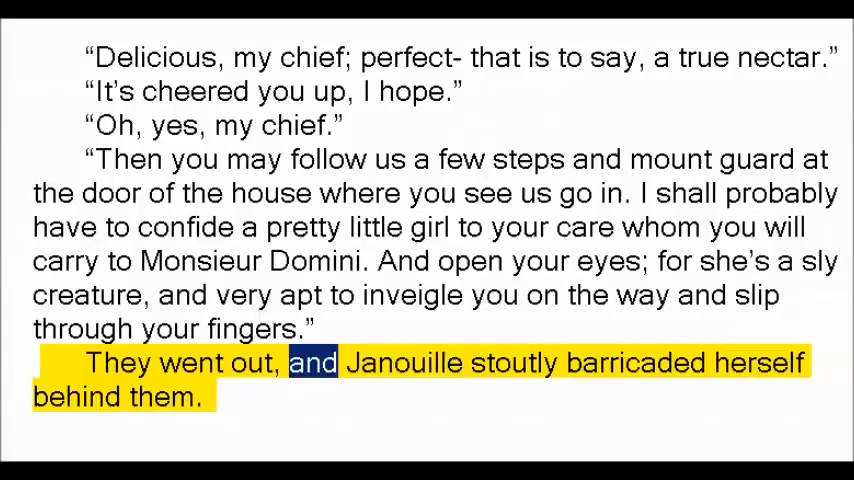 “Delicious, my chief; perfect- that is to say, a true nectar.”
“It’s cheered you up, I hope.”
“Oh, yes, my chief.”
“Then you may follow us a few steps and mount guard at
the door of the house where you see us go in. I shall probably
have to confide a pretty little girl to your care whom you will
carry to Monsieur Domini. And open your eyes; for she’s a sly
creature, and very apt to inveigle you on the way and slip
through your fingers.”
They went out, and Janouille stoutly barricaded herself
behind them.